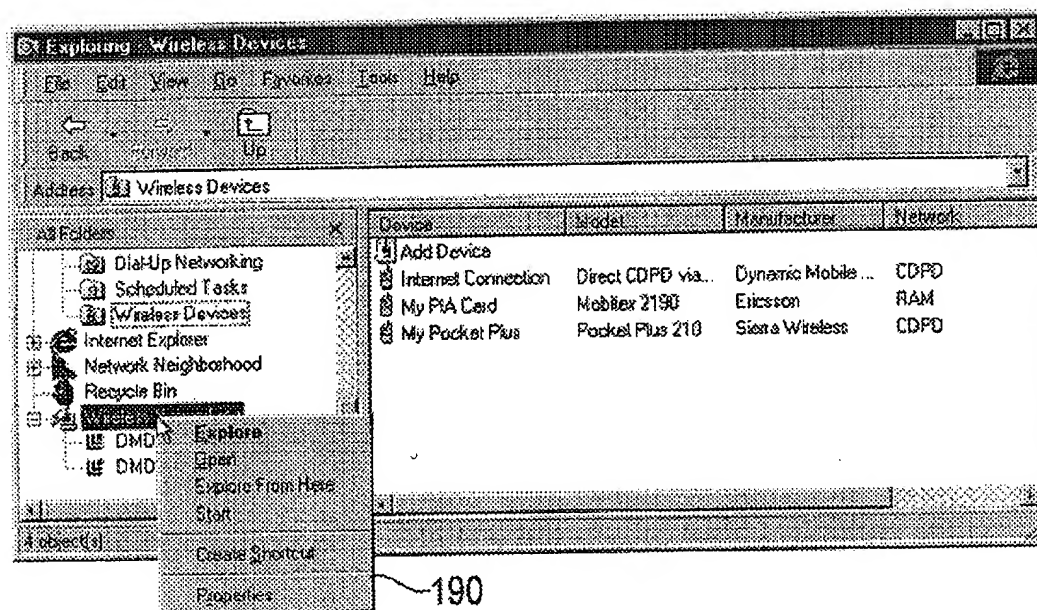 Exploring - Wireless Devices
File Edit View Go Favorites Tools Help
Back Forward Up
Address Wireless Devices
All Folders
Device Model Manufacturer Network
Add Device
Internet Connection Direct CDPD via... Dynamic Mobile ... CDPD
My PIA Card Mobitex 2190 Ericsson RAM
My Pocket Plus Pocket Plus 210 Sierra Wireless CDPD
Dial-Up Networking
Scheduled Tasks
Wireless Devices
Internet Explorer
Network Neighborhood
Recycle Bin
DMD
DMD
Explore
Open
Explore From Here
Start
Create Shortcut
Properties
4 object(s)
190